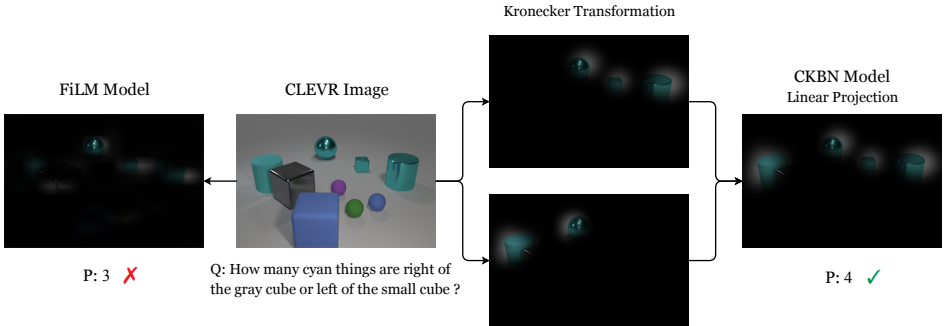 Kronecker Transformation
FiLM Model
CLEVR Image
CKBN Model
Linear Projection
P: 3 ✗
Q: How many cyan things are right of
the gray cube or left of the small cube ?
P: 4 ✓